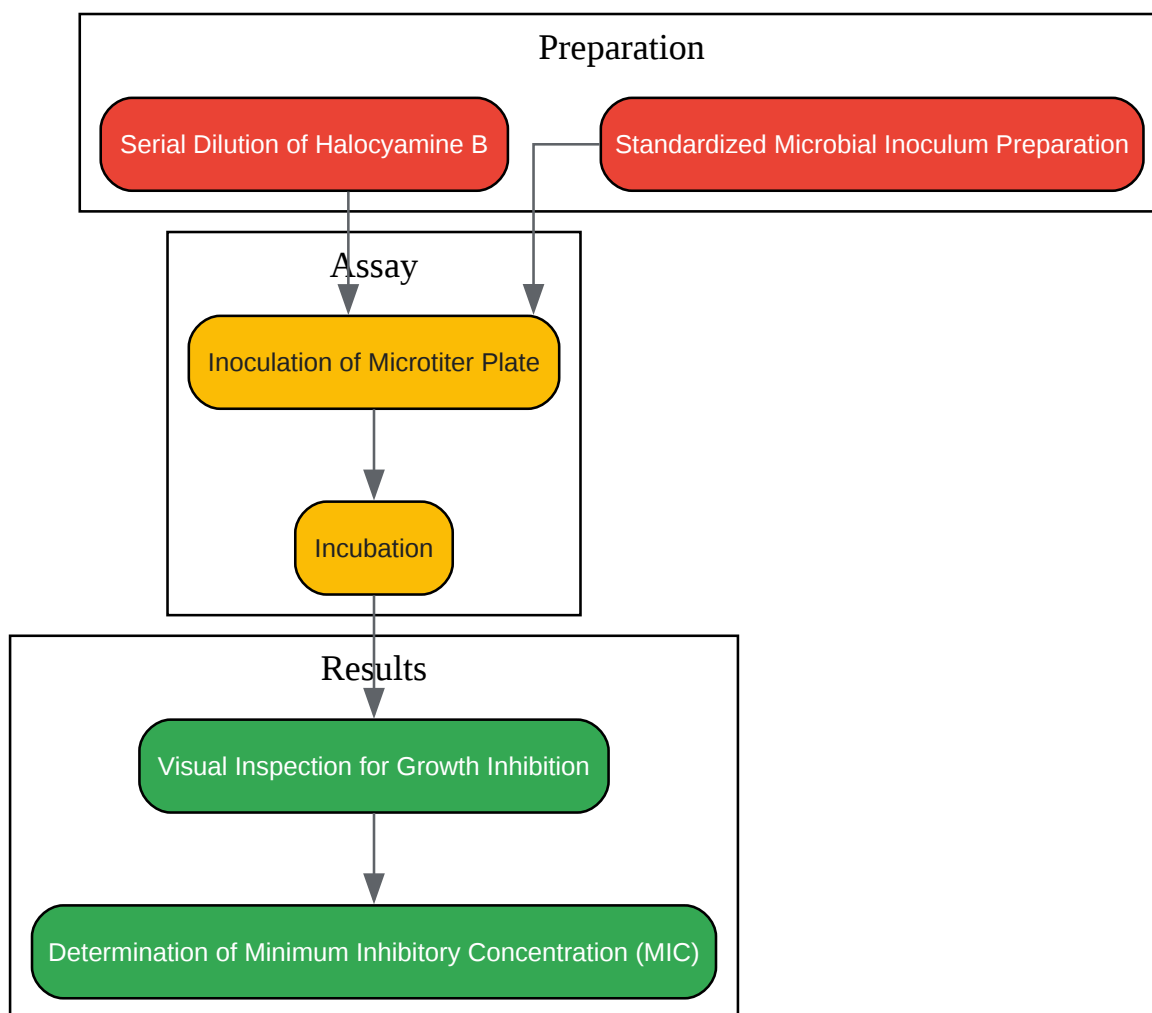 Preparation
Serial Dilution of Halocyamine B
Standardized Microbial Inoculum Preparation
Assay
Inoculation of Microtiter Plate
Incubation
Results
Visual Inspection for Growth Inhibition
Determination of Minimum Inhibitory Concentration (MIC)